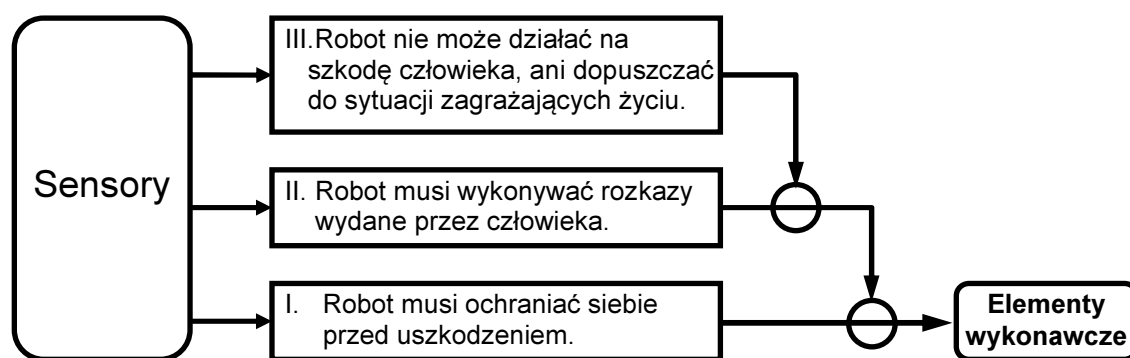 Sensory
III.Robot nie może działać na
szkodę człowieka, ani dopuszczać
do sytuacji zagrażających życiu.
II. Robot musi wykonywać rozkazy
wydane przez człowieka.
I. Robot musi ochraniać siebie
przed uszkodzeniem.
Elementy
wykonawcze